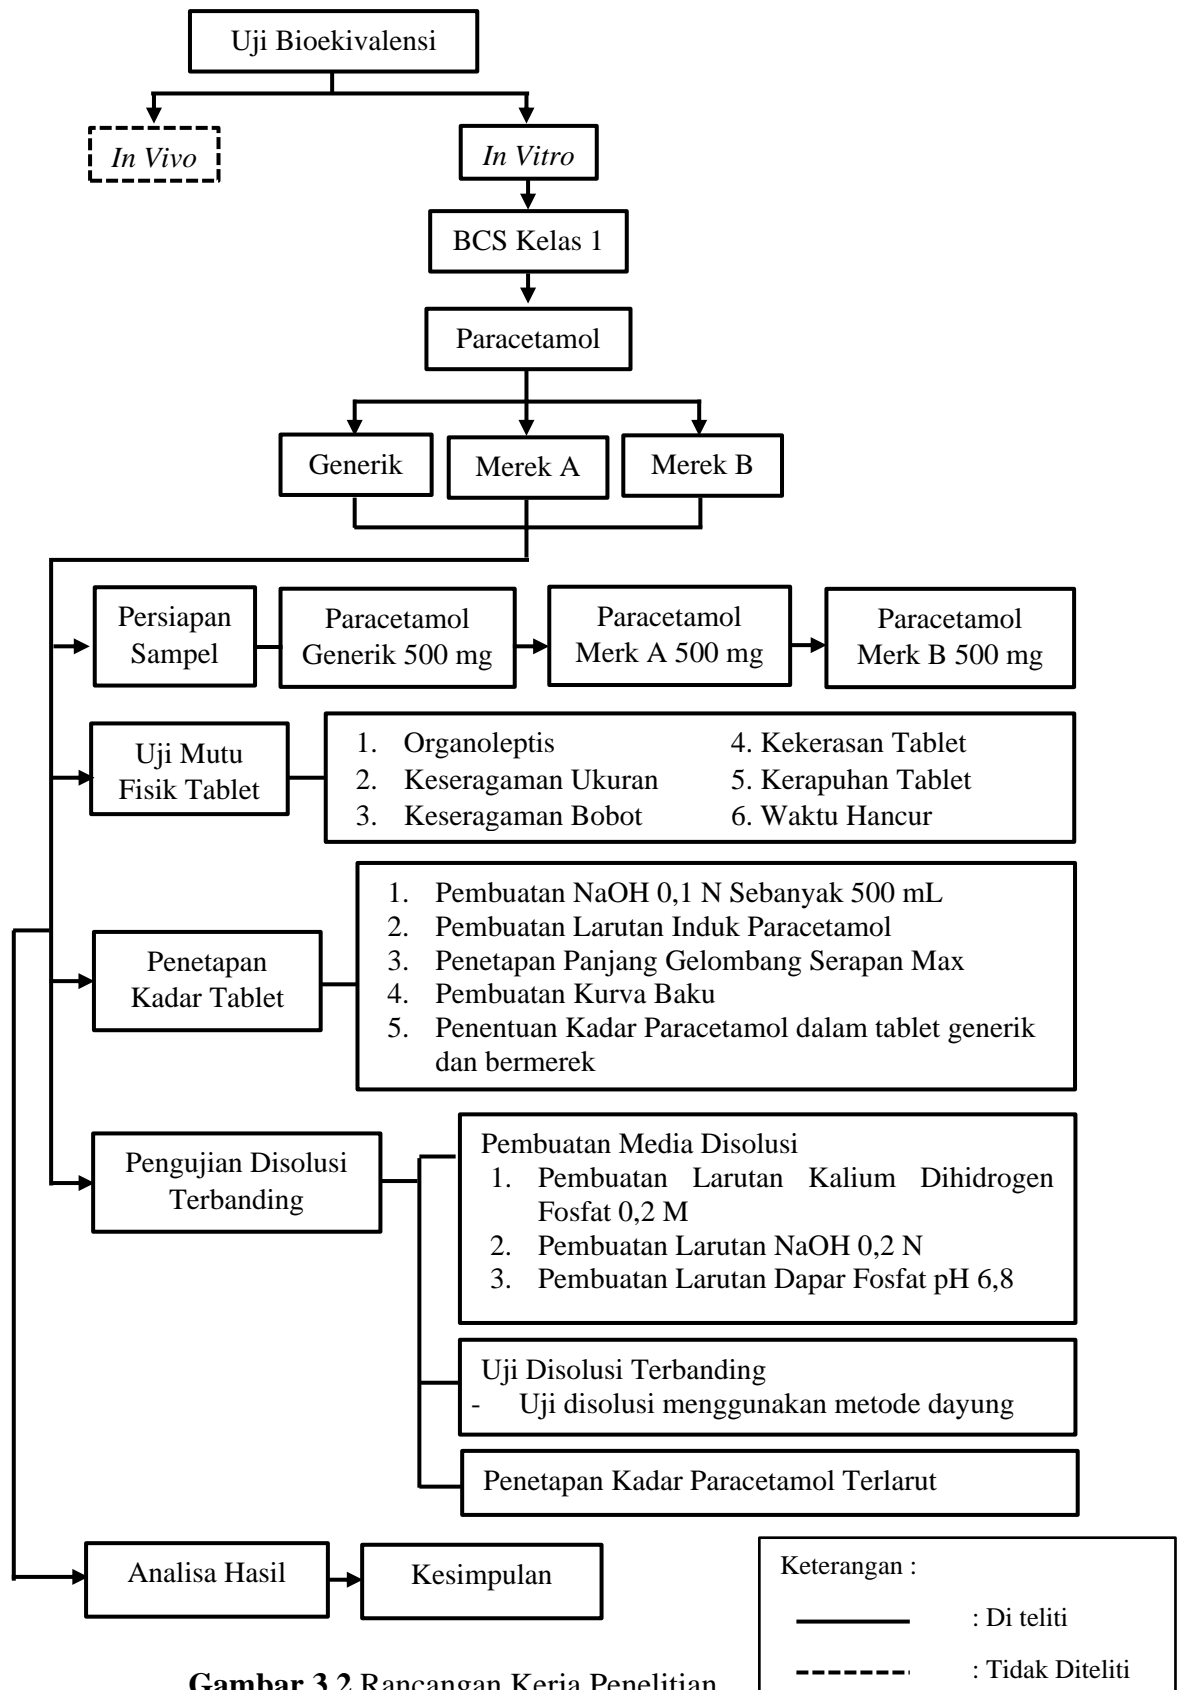 Uji Bioekivalensi
In Vivo
In Vitro
BCS Kelas 1
Paracetamol
Generik
Merek A
Merek B
Persiapan
Sampel
Paracetamol
Generik 500 mg
Paracetamol
Merk A 500 mg
Paracetamol
Merk B 500 mg
Uji Mutu
Fisik Tablet
1. Organoleptis
2. Keseragaman Ukuran
3. Keseragaman Bobot
4. Kekerasan Tablet
5. Kerapuhan Tablet
6. Waktu Hancur
Penetapan
Kadar Tablet
1. Pembuatan NaOH 0,1 N Sebanyak 500 mL
2. Pembuatan Larutan Induk Paracetamol
3. Penetapan Panjang Gelombang Serapan Max
4. Pembuatan Kurva Baku
5. Penentuan Kadar Paracetamol dalam tablet generik
dan bermerek
Pengujian Disolusi
Terbanding
Pembuatan Media Disolusi
1. Pembuatan Larutan Kalium Dihidrogen
Fosfat 0,2 M
2. Pembuatan Larutan NaOH 0,2 N
3. Pembuatan Larutan Dapar Fosfat pH 6,8
Uji Disolusi Terbanding
- Uji disolusi menggunakan metode dayung
Penetapan Kadar Paracetamol Terlarut
Analisa Hasil
Kesimpulan
Keterangan :
: Di teliti
: Tidak Diteliti
Gambar 3.2 Rancangan Kerja Penelitian